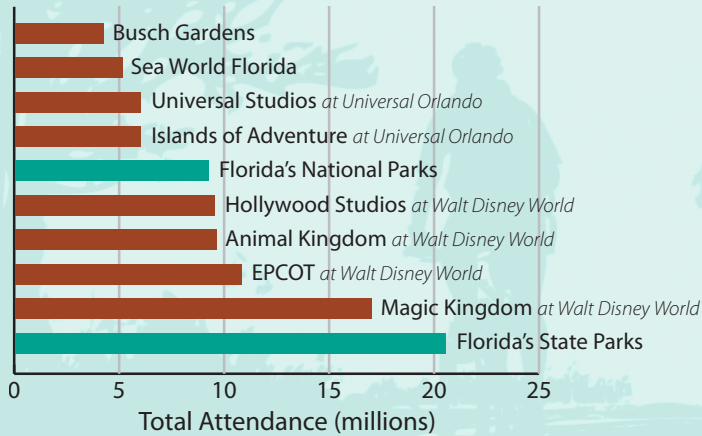 Busch Gardens
Sea World Florida
Universal Studios at Universal Orlando
Islands of Adventure at Universal Orlando
Florida’s National Parks
Hollywood Studios at Walt Disney World
Animal Kingdom at Walt Disney World
EPCOT at Walt Disney World
Magic Kingdom at Walt Disney World
Florida’s State Parks
0 5 10 15 20 25
Total Attendance (millions)